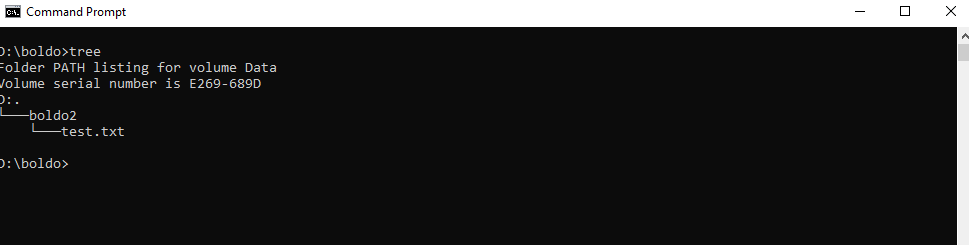 Command Prompt
D:\boldo>tree
Folder PATH listing for volume Data
Volume serial number is E269-689D
D:.
└───boldo2
    └───test.txt
D:\boldo>